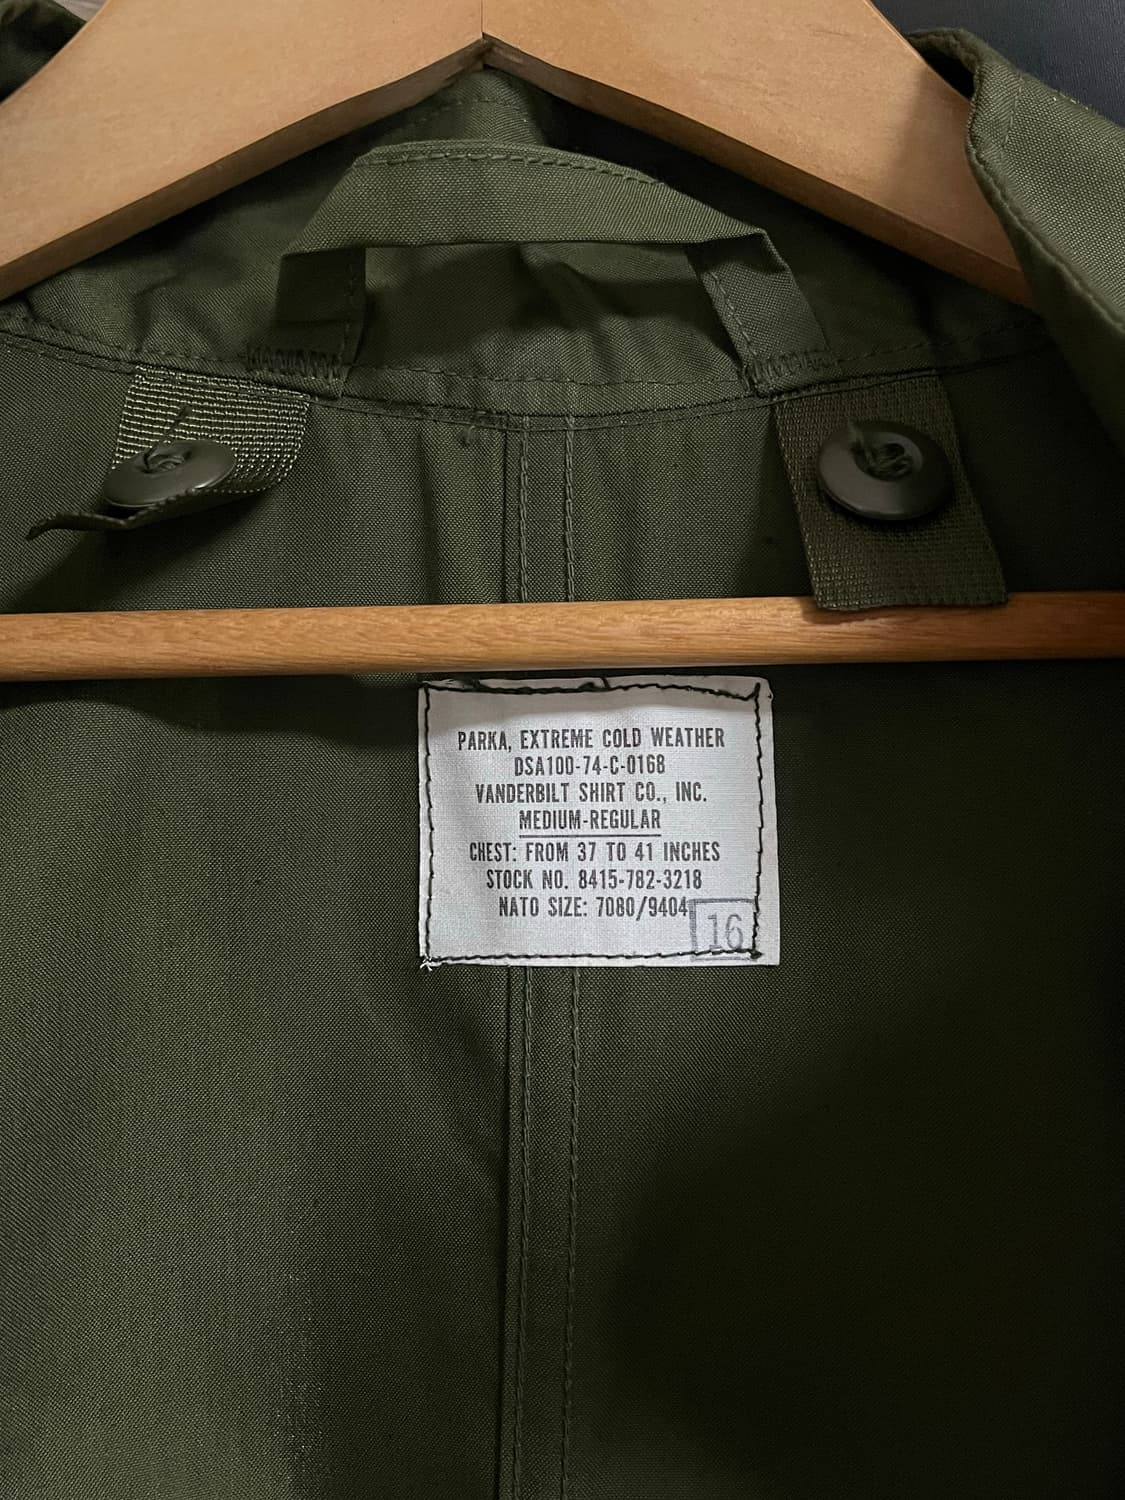 PARKA, EXTREME COLD WEATHER
DSA100-74-C-0168
VANDERBILT SHIRT CO., INC.
MEDIUM-REGULAR
CHEST: FROM 37 TO 41 INCHES
STOCK NO. 8415-782-3218
NATO SIZE: 7080/9404
16